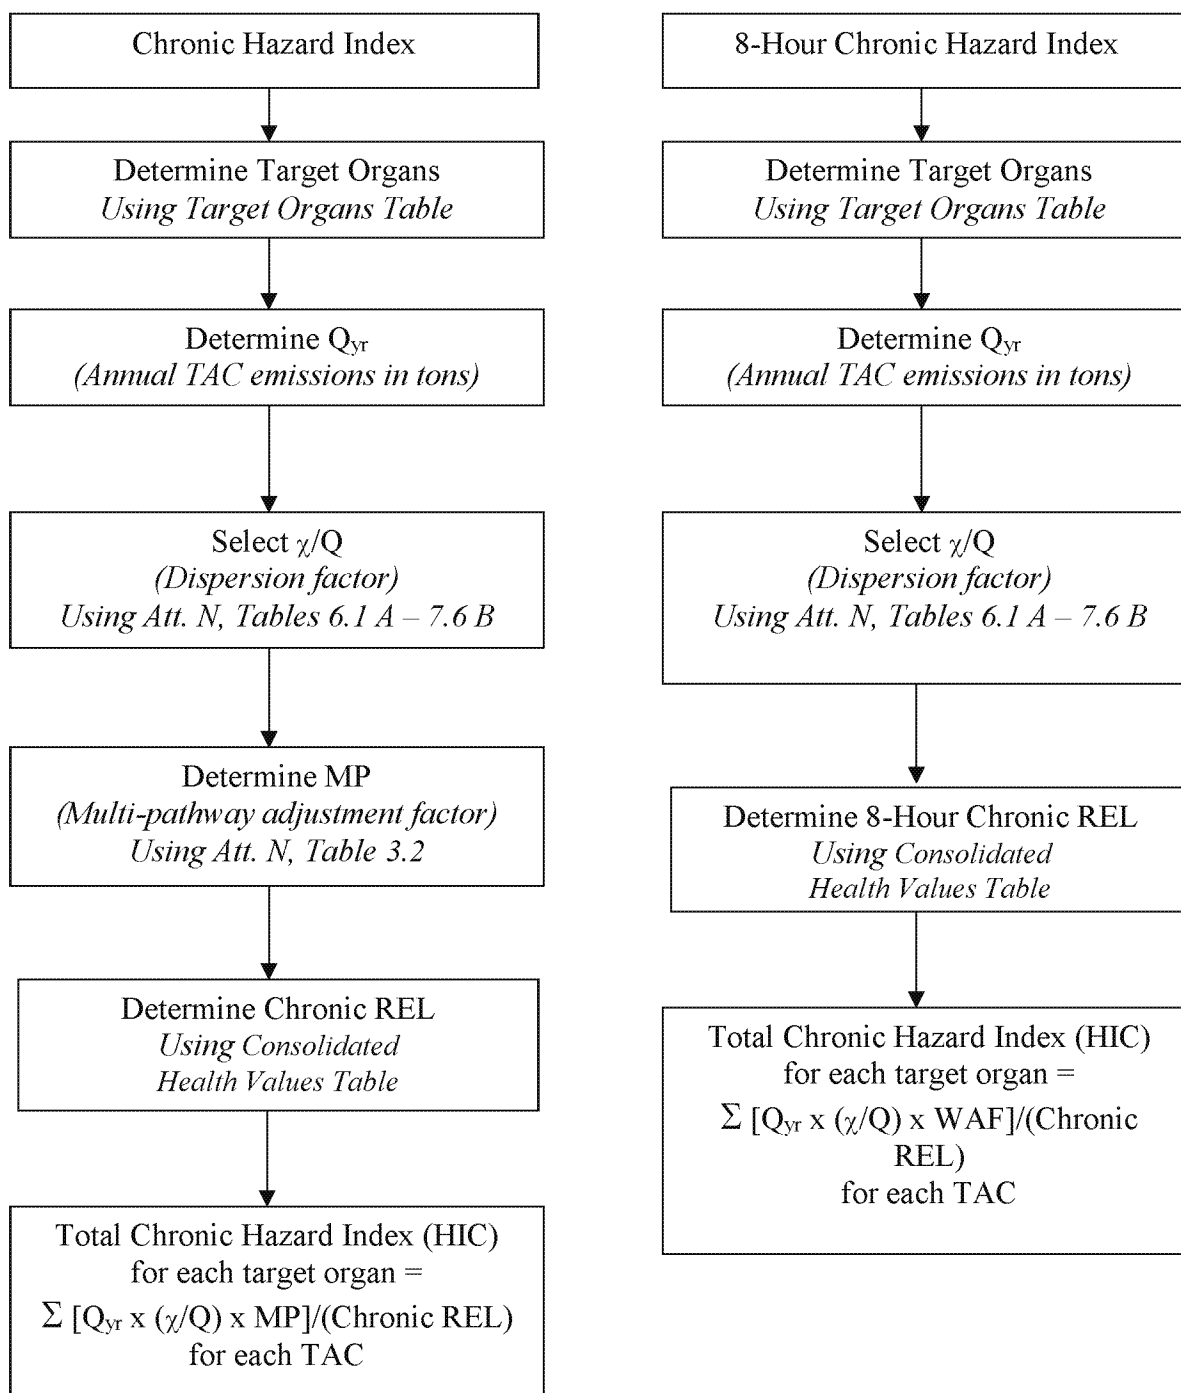 Chronic Hazard Index
Determine Target Organs
Using Target Organs Table
Determine Qyr
(Annual TAC emissions in tons)
Select χ/Q
(Dispersion factor)
Using Att. N, Tables 6.1 A – 7.6 B
Determine MP
(Multi-pathway adjustment factor)
Using Att. N, Table 3.2
Determine Chronic REL
Using Consolidated
Health Values Table
Total Chronic Hazard Index (HIC)
for each target organ =
Σ [Qyr x (χ/Q) x MP]/(Chronic REL)
for each TAC
8-Hour Chronic Hazard Index
Determine Target Organs
Using Target Organs Table
Determine Qyr
(Annual TAC emissions in tons)
Select χ/Q
(Dispersion factor)
Using Att. N, Tables 6.1 A – 7.6 B
Determine 8-Hour Chronic REL
Using Consolidated
Health Values Table
Total Chronic Hazard Index (HIC)
for each target organ =
Σ [Qyr x (χ/Q) x WAF]/(Chronic
REL)
for each TAC